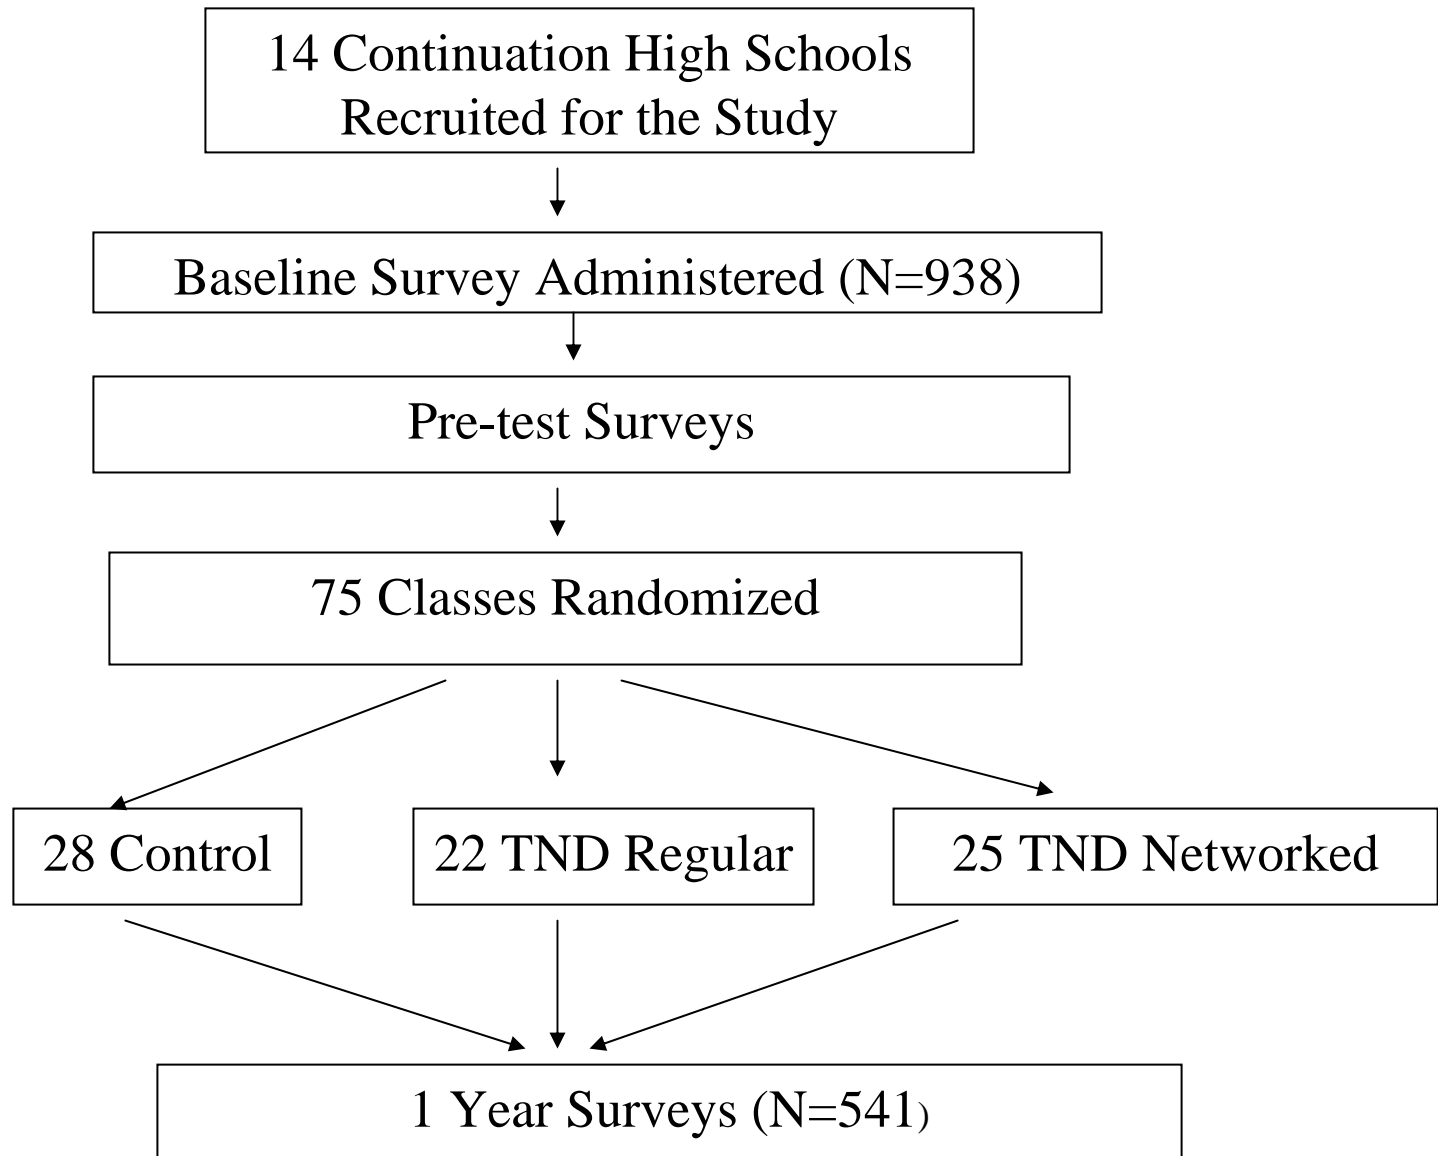 14 Continuation High Schools
Recruited for the Study
Baseline Survey Administered (N=938)
Pre-test Surveys
75 Classes Randomized
28 Control
22 TND Regular
25 TND Networked
1 Year Surveys (N=541)